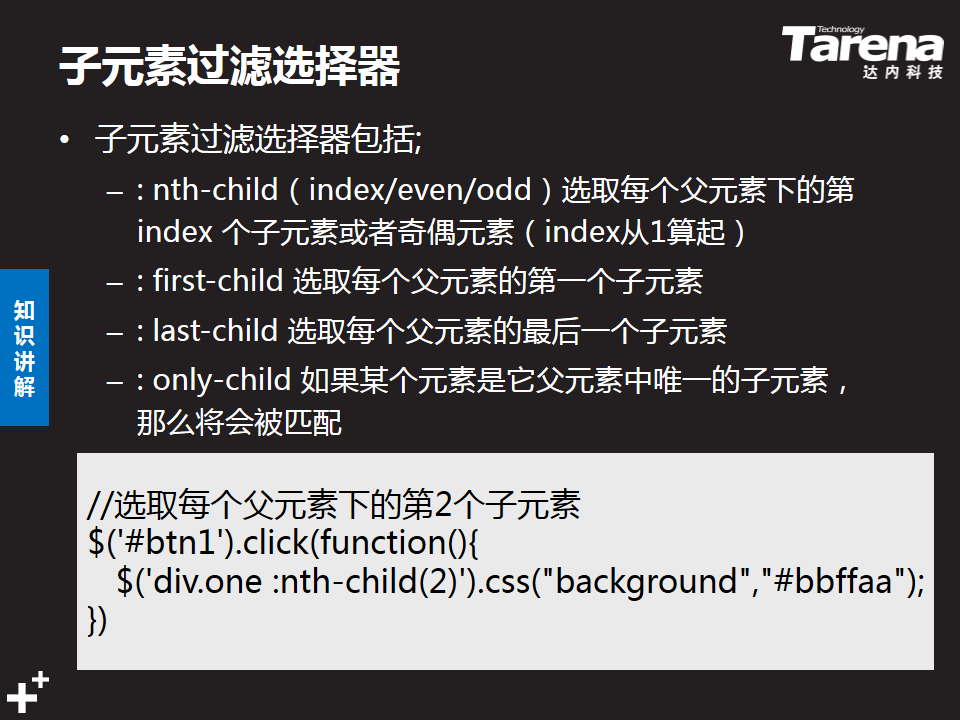 子元素过滤选择器
Technology
Tarena
达内科技
• 子元素过滤选择器包括;
– : nth-child（index/even/odd）选取每个父元素下的第
index 个子元素或者奇偶元素（index从1算起）
– : first-child 选取每个父元素的第一个子元素
– : last-child 选取每个父元素的最后一个子元素
– : only-child 如果某个元素是它父元素中唯一的子元素，
那么将会被匹配
知识讲解
//选取每个父元素下的第2个子元素
$('#btn1').click(function(){
$('div.one :nth-child(2)').css("background","#bbffaa");
})